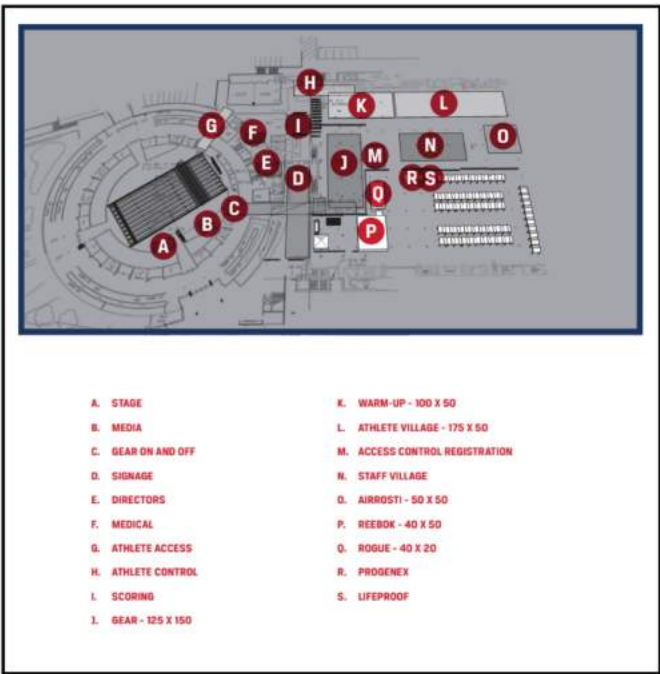 H
K
L
G
F
I
O
N
E
J
M
D
R
S
C
Q
B
P
A
A. STAGE
B. MEDIA
C. GEAR ON AND OFF
D. SIGNAGE
E. DIRECTORS
F. MEDICAL
G. ATHLETE ACCESS
H. ATHLETE CONTROL
I. SCORING
J. GEAR - 125 X 150
K. WARM-UP - 100 X 50
L. ATHLETE VILLAGE - 175 X 50
M. ACCESS CONTROL REGISTRATION
N. STAFF VILLAGE
O. AIRROSTI - 50 X 50
P. REEBOK - 40 X 50
Q. ROGUE - 40 X 20
R. PROGENEX
S. LIFEPROOF